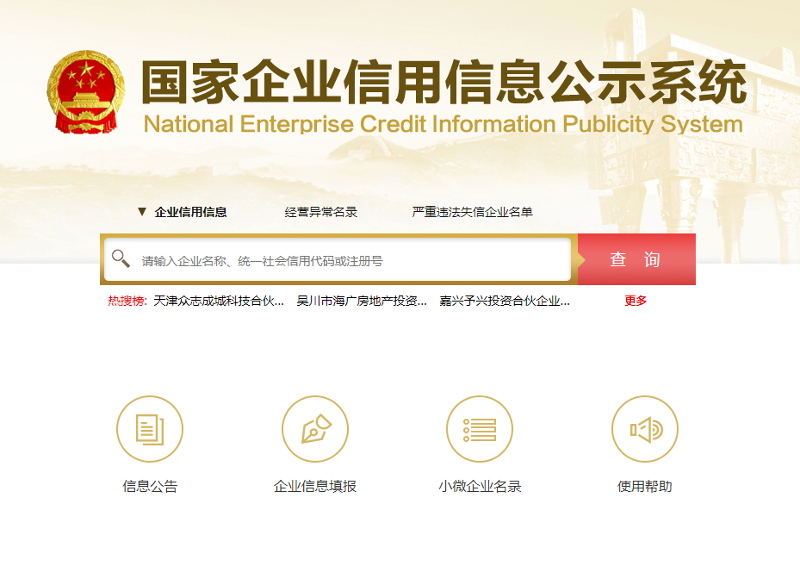 国家企业信用信息公示系统
National Enterprise Credit Information Publicity System
▼ 企业信用信息 经营异常名录 严重违法失信企业名单
请输入企业名称、统一社会信用代码或注册号 查 询
热搜榜: 天津众志成城科技合伙... 吴川市海广房地产投资... 嘉兴予兴投资合伙企业... 更多
信息公告 企业信息填报 小微企业名录 使用帮助